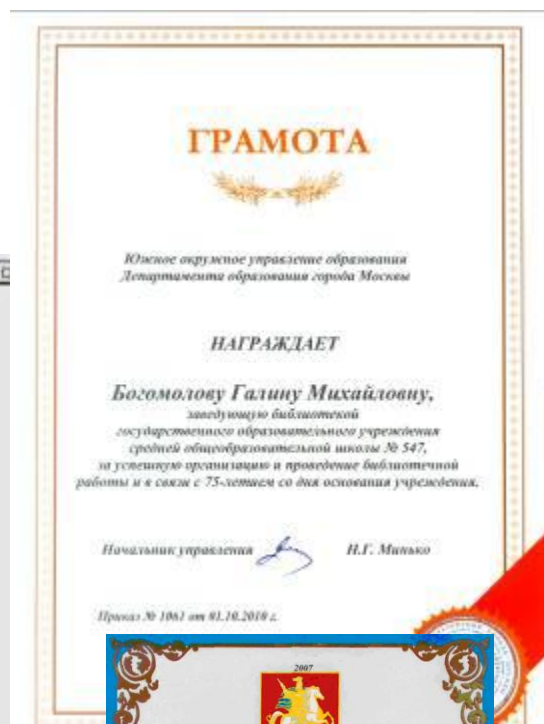 ГРАМОТА
Южное окружное управление образования
Департамента образования города Москвы
НАГРАЖДАЕТ
Богомолову Галину Михайловну,
заведующую библиотекой
государственного образовательного учреждения
средней общеобразовательной школы № 547,
за успешную организацию и проведение библиотечной
работы и в связи с 75-летием со дня основания учреждения.
Начальник управления Н.Г. Минько
Приказ № 1061 от 01.10.2010 г.
2007